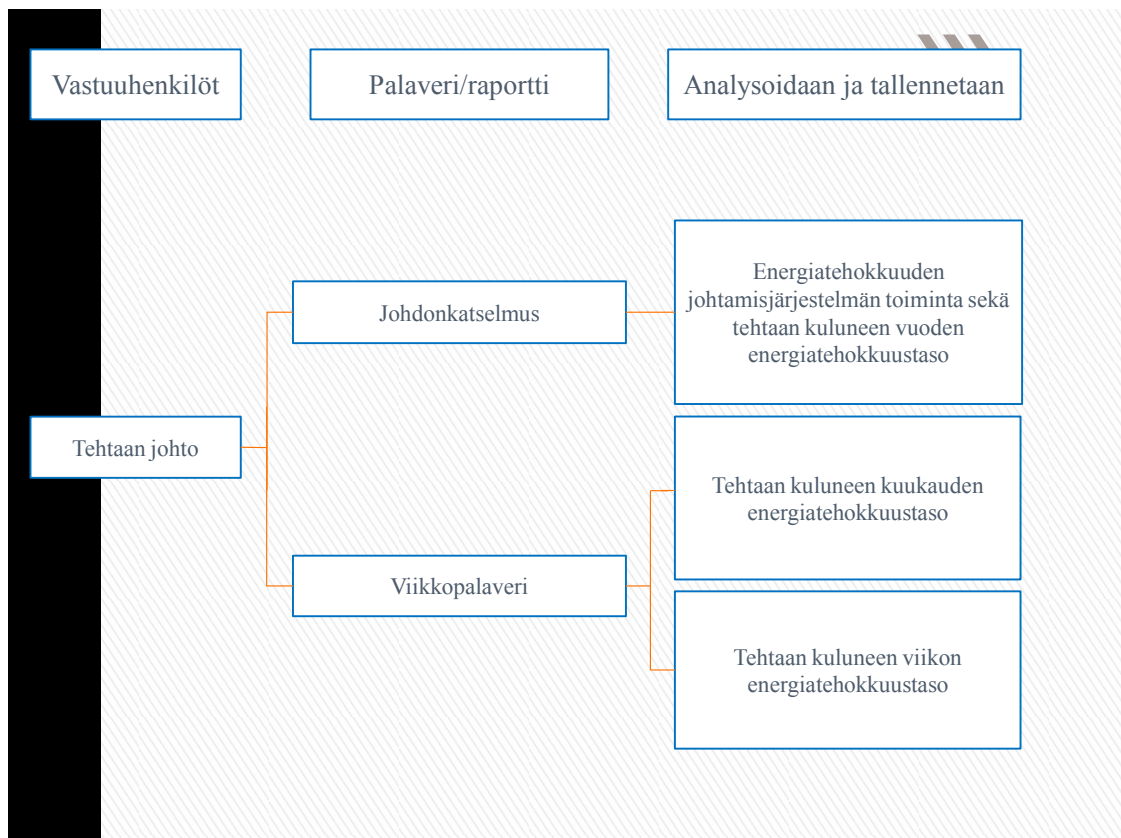 Vastuuhenkilöt
Palaveri/raportti
Analysoidaan ja tallennetaan
Tehtaan johto
Johdonkatselmus
Energiatehokkuuden
johtamisjärjestelmän toiminta sekä
tehtaan kuluneen vuoden
energiatehokkuustaso
Viikkopalaveri
Tehtaan kuluneen kuukauden
energiatehokkuustaso
Tehtaan kuluneen viikon
energiatehokkuustaso